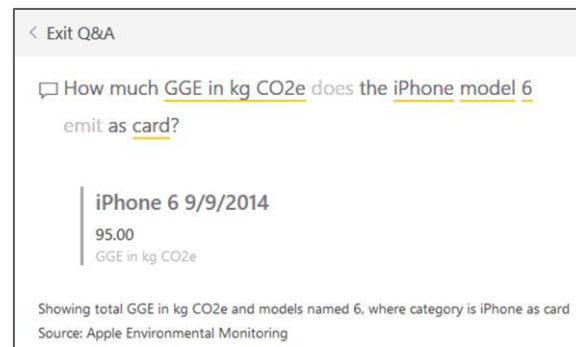 < Exit Q&A
How much GGE in kg CO2e does the iPhone model 6
emit as card?
iPhone 6 9/9/2014
95.00
GGE in kg CO2e
Showing total GGE in kg CO2e and models named 6, where category is iPhone as card
Source: Apple Environmental Monitoring